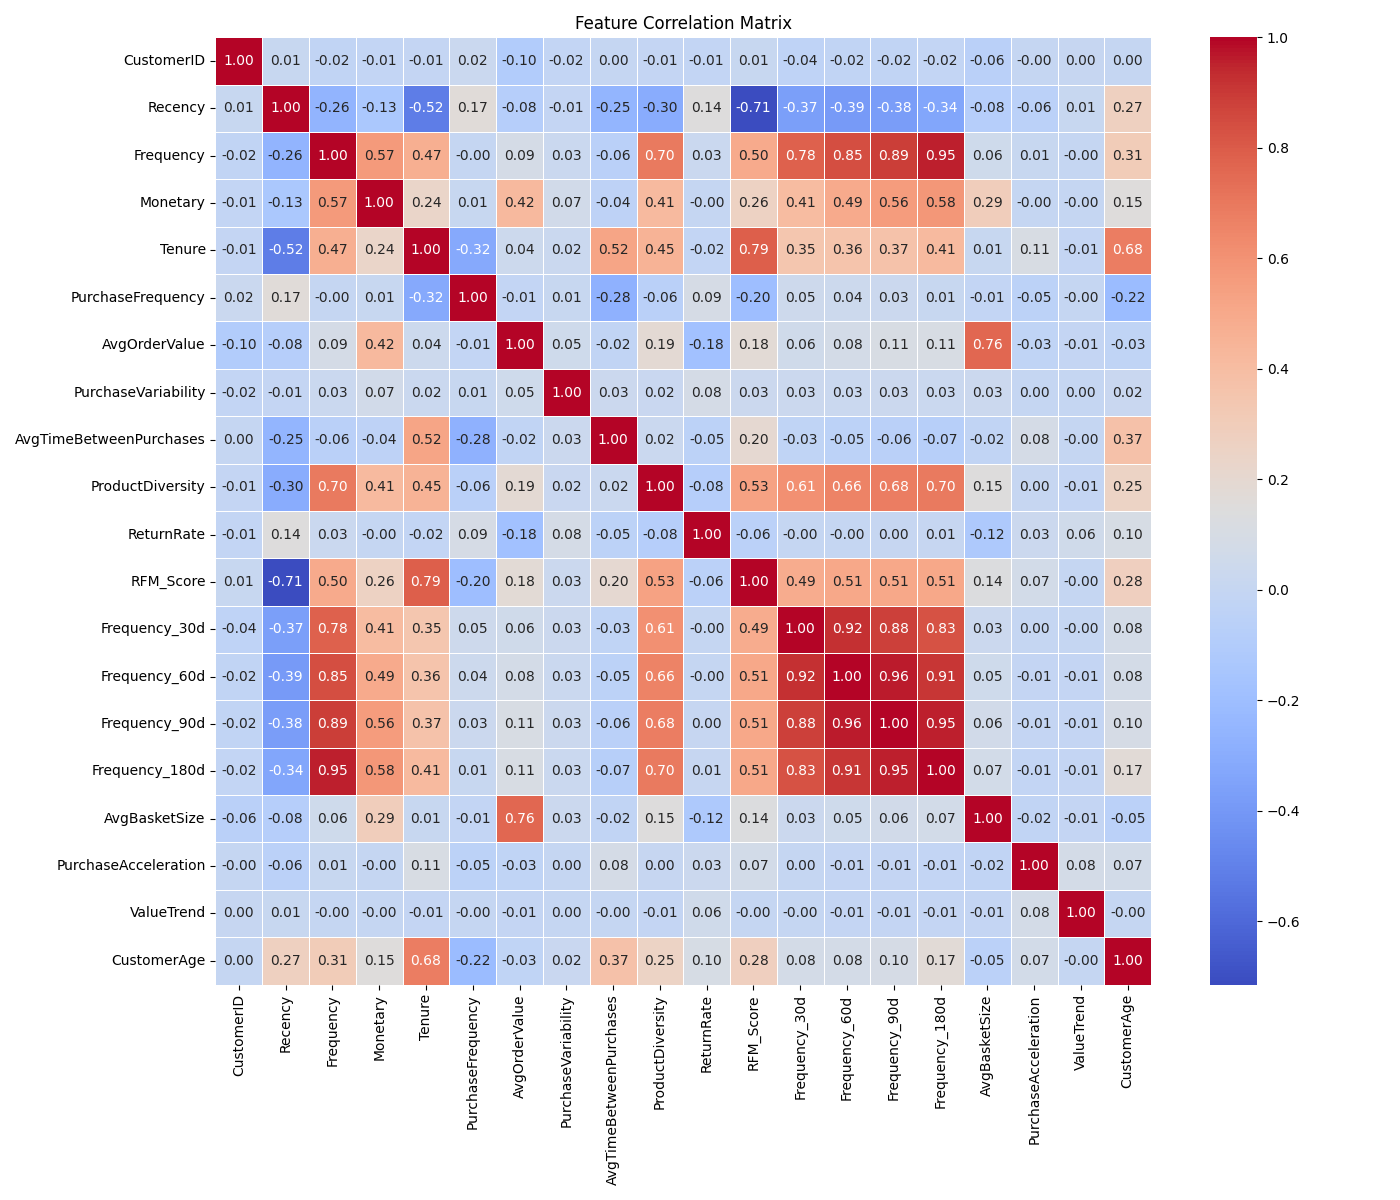 Feature Correlation Matrix
CustomerID 1.00 0.01 -0.02 -0.01 -0.01 0.02 -0.10 -0.02 0.00 -0.01 -0.01 0.01 -0.04 -0.02 -0.02 -0.02 -0.06 -0.00 0.00 0.00
Recency 0.01 1.00 -0.26 -0.13 -0.52 0.17 -0.08 -0.01 -0.25 -0.30 0.14 -0.71 -0.37 -0.39 -0.38 -0.34 -0.08 -0.06 0.01 0.27
Frequency -0.02 -0.26 1.00 0.57 0.47 -0.00 0.09 0.03 -0.06 0.70 0.03 0.50 0.78 0.85 0.89 0.95 0.06 0.01 -0.00 0.31
Monetary -0.01 -0.13 0.57 1.00 0.24 0.01 0.42 0.07 -0.04 0.41 -0.00 0.26 0.41 0.49 0.56 0.58 0.29 -0.00 -0.00 0.15
Tenure -0.01 -0.52 0.47 0.24 1.00 -0.32 0.04 0.02 0.52 0.45 -0.02 0.79 0.35 0.36 0.37 0.41 0.01 0.11 -0.01 0.68
PurchaseFrequency 0.02 0.17 -0.00 0.01 -0.32 1.00 -0.01 0.01 -0.28 -0.06 0.09 -0.20 0.05 0.04 0.03 0.01 -0.01 -0.05 -0.00 -0.22
AvgOrderValue -0.10 -0.08 0.09 0.42 0.04 -0.01 1.00 0.05 -0.02 0.19 -0.18 0.18 0.06 0.08 0.11 0.11 0.76 -0.03 -0.01 -0.03
PurchaseVariability -0.02 -0.01 0.03 0.07 0.02 0.01 0.05 1.00 0.03 0.02 0.08 0.03 0.03 0.03 0.03 0.03 0.03 0.00 0.00 0.02
AvgTimeBetweenPurchases 0.00 -0.25 -0.06 -0.04 0.52 -0.28 -0.02 0.03 1.00 0.02 -0.05 0.20 -0.03 -0.05 -0.06 -0.07 -0.02 0.08 -0.00 0.37
ProductDiversity -0.01 -0.30 0.70 0.41 0.45 -0.06 0.19 0.02 0.02 1.00 -0.08 0.53 0.61 0.66 0.68 0.70 0.15 0.00 -0.01 0.25
ReturnRate -0.01 0.14 0.03 -0.00 -0.02 0.09 -0.18 0.08 -0.05 -0.08 1.00 -0.06 -0.00 -0.00 0.00 0.01 -0.12 0.03 0.06 0.10
RFM_Score 0.01 -0.71 0.50 0.26 0.79 -0.20 0.18 0.03 0.20 0.53 -0.06 1.00 0.49 0.51 0.51 0.51 0.14 0.07 -0.00 0.28
Frequency_30d -0.04 -0.37 0.78 0.41 0.35 0.05 0.06 0.03 -0.03 0.61 -0.00 0.49 1.00 0.92 0.88 0.83 0.03 0.00 -0.00 0.08
Frequency_60d -0.02 -0.39 0.85 0.49 0.36 0.04 0.08 0.03 -0.05 0.66 -0.00 0.51 0.92 1.00 0.96 0.91 0.05 -0.01 -0.01 0.08
Frequency_90d -0.02 -0.38 0.89 0.56 0.37 0.03 0.11 0.03 -0.06 0.68 0.00 0.51 0.88 0.96 1.00 0.95 0.06 -0.01 -0.01 0.10
Frequency_180d -0.02 -0.34 0.95 0.58 0.41 0.01 0.11 0.03 -0.07 0.70 0.01 0.51 0.83 0.91 0.95 1.00 0.07 -0.01 -0.01 0.17
AvgBasketSize -0.06 -0.08 0.06 0.29 0.01 -0.01 0.76 0.03 -0.02 0.15 -0.12 0.14 0.03 0.05 0.06 0.07 1.00 -0.02 -0.01 -0.05
PurchaseAcceleration -0.00 -0.06 0.01 -0.00 0.11 -0.05 -0.03 0.00 0.08 0.00 0.03 0.07 0.00 -0.01 -0.01 -0.01 -0.02 1.00 0.08 0.07
ValueTrend 0.00 0.01 -0.00 -0.00 -0.01 -0.00 -0.01 0.00 -0.00 -0.01 0.06 -0.00 -0.00 -0.01 -0.01 -0.01 -0.01 0.08 1.00 -0.00
CustomerAge 0.00 0.27 0.31 0.15 0.68 -0.22 -0.03 0.02 0.37 0.25 0.10 0.28 0.08 0.08 0.10 0.17 -0.05 0.07 -0.00 1.00
CustomerID
Recency
Frequency
Monetary
Tenure
PurchaseFrequency
AvgOrderValue
PurchaseVariability
AvgTimeBetweenPurchases
ProductDiversity
ReturnRate
RFM_Score
Frequency_30d
Frequency_60d
Frequency_90d
Frequency_180d
AvgBasketSize
PurchaseAcceleration
ValueTrend
CustomerAge
1.0
0.8
0.6
0.4
0.2
0.0
−0.2
−0.4
−0.6